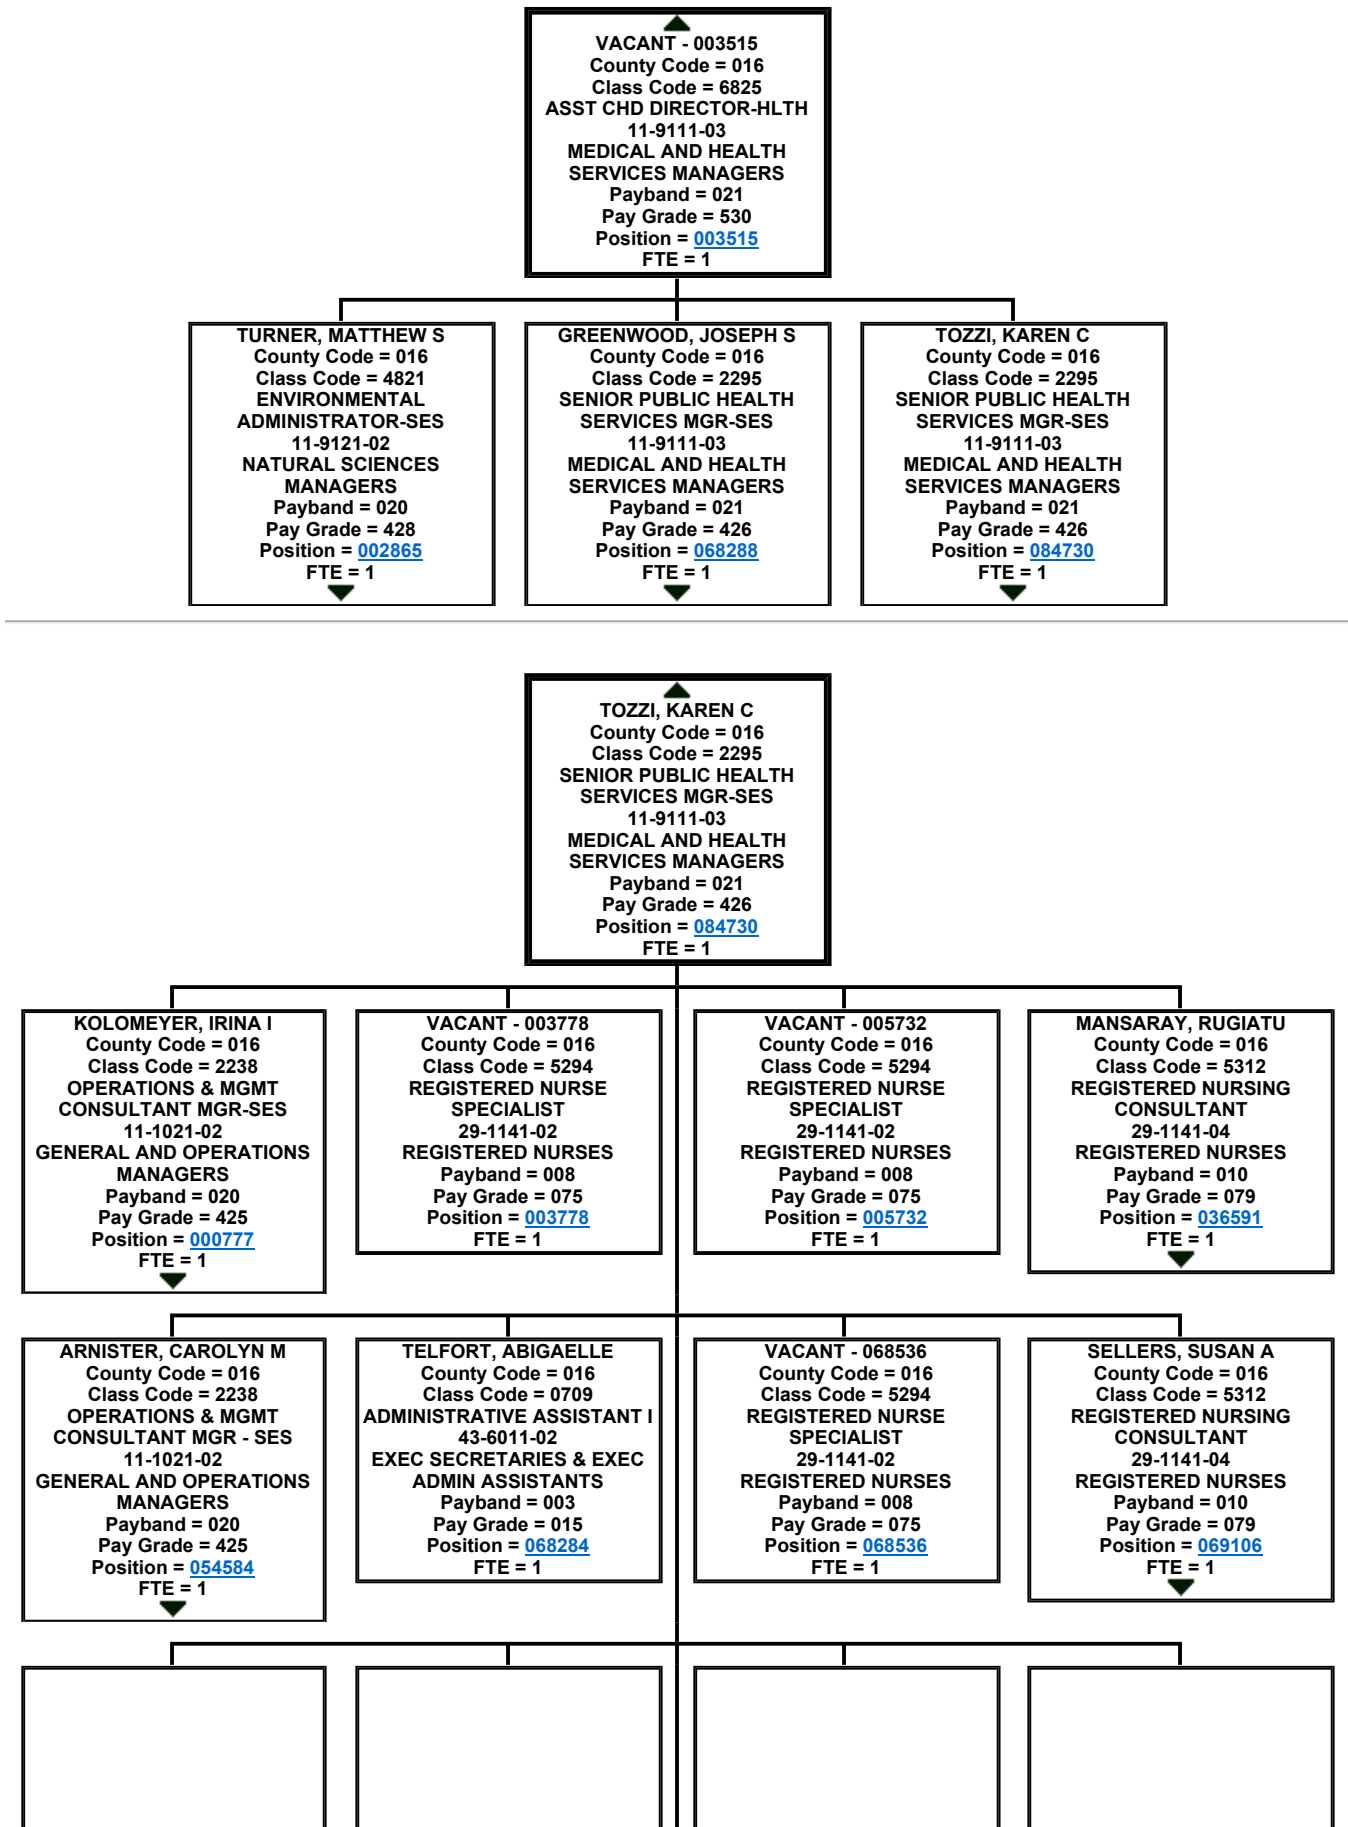 VACANT - 003515
County Code = 016
Class Code = 6825
ASST CHD DIRECTOR-HLTH
11-9111-03
MEDICAL AND HEALTH
SERVICES MANAGERS
Payband = 021
Pay Grade = 530
Position = 003515
FTE = 1
TURNER, MATTHEW S
County Code = 016
Class Code = 4821
ENVIRONMENTAL
ADMINISTRATOR-SES
11-9121-02
NATURAL SCIENCES
MANAGERS
Payband = 020
Pay Grade = 428
Position = 002865
FTE = 1
GREENWOOD, JOSEPH S
County Code = 016
Class Code = 2295
SENIOR PUBLIC HEALTH
SERVICES MGR-SES
11-9111-03
MEDICAL AND HEALTH
SERVICES MANAGERS
Payband = 021
Pay Grade = 426
Position = 068288
FTE = 1
TOZZI, KAREN C
County Code = 016
Class Code = 2295
SENIOR PUBLIC HEALTH
SERVICES MGR-SES
11-9111-03
MEDICAL AND HEALTH
SERVICES MANAGERS
Payband = 021
Pay Grade = 426
Position = 084730
FTE = 1
TOZZI, KAREN C
County Code = 016
Class Code = 2295
SENIOR PUBLIC HEALTH
SERVICES MGR-SES
11-9111-03
MEDICAL AND HEALTH
SERVICES MANAGERS
Payband = 021
Pay Grade = 426
Position = 084730
FTE = 1
KOLOMEYER, IRINA I
County Code = 016
Class Code = 2238
OPERATIONS & MGMT
CONSULTANT MGR-SES
11-1021-02
GENERAL AND OPERATIONS
MANAGERS
Payband = 020
Pay Grade = 425
Position = 000777
FTE = 1
VACANT - 003778
County Code = 016
Class Code = 5294
REGISTERED NURSE
SPECIALIST
29-1141-02
REGISTERED NURSES
Payband = 008
Pay Grade = 075
Position = 003778
FTE = 1
VACANT - 005732
County Code = 016
Class Code = 5294
REGISTERED NURSE
SPECIALIST
29-1141-02
REGISTERED NURSES
Payband = 008
Pay Grade = 075
Position = 005732
FTE = 1
MANSARAY, RUGIATU
County Code = 016
Class Code = 5312
REGISTERED NURSING
CONSULTANT
29-1141-04
REGISTERED NURSES
Payband = 010
Pay Grade = 079
Position = 036591
FTE = 1
ARNISTER, CAROLYN M
County Code = 016
Class Code = 2238
OPERATIONS & MGMT
CONSULTANT MGR - SES
11-1021-02
GENERAL AND OPERATIONS
MANAGERS
Payband = 020
Pay Grade = 425
Position = 054584
FTE = 1
TELFORT, ABIGAELLE
County Code = 016
Class Code = 0709
ADMINISTRATIVE ASSISTANT I
43-6011-02
EXEC SECRETARIES & EXEC
ADMIN ASSISTANTS
Payband = 003
Pay Grade = 015
Position = 068284
FTE = 1
VACANT - 068536
County Code = 016
Class Code = 5294
REGISTERED NURSE
SPECIALIST
29-1141-02
REGISTERED NURSES
Payband = 008
Pay Grade = 075
Position = 068536
FTE = 1
SELLERS, SUSAN A
County Code = 016
Class Code = 5312
REGISTERED NURSING
CONSULTANT
29-1141-04
REGISTERED NURSES
Payband = 010
Pay Grade = 079
Position = 069106
FTE = 1